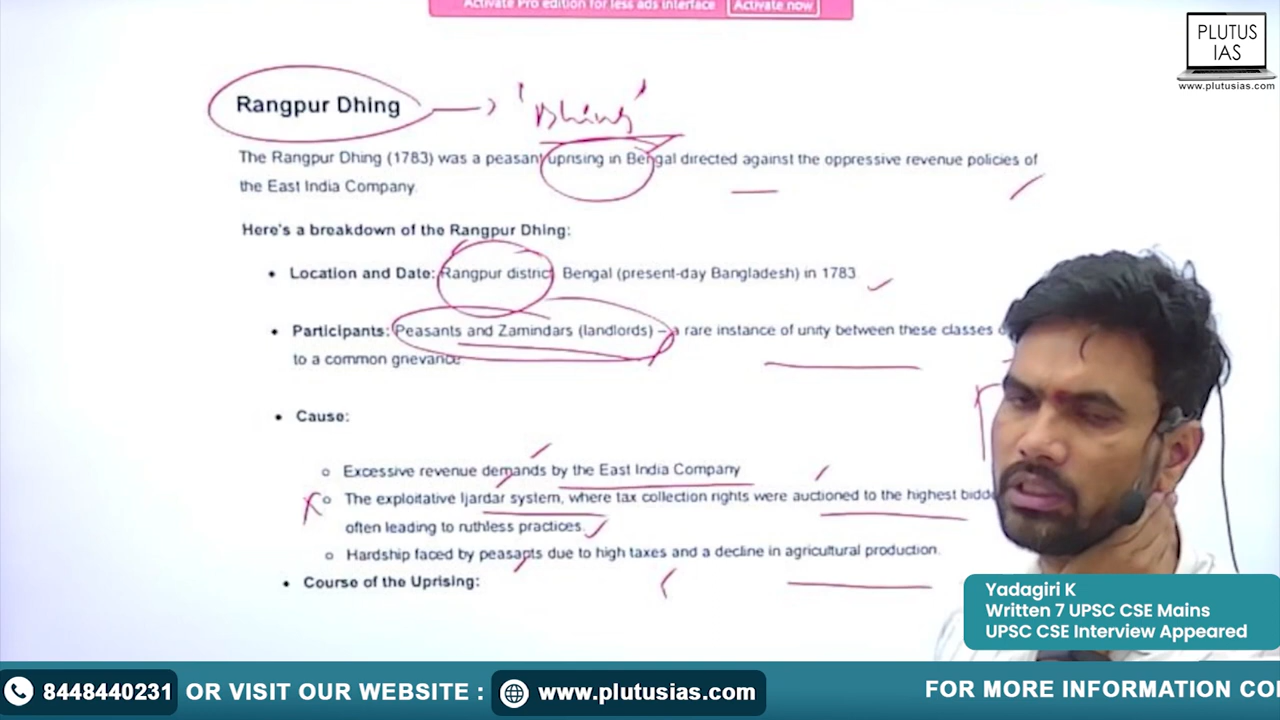 Activate Pro edition for less ads interface Activate now
PLUTUS
IAS
www.plutusias.com
Rangpur Dhing
'Dhing'
The Rangpur Dhing (1783) was a peasant uprising in Bengal directed against the oppressive revenue policies of
the East India Company.
Here's a breakdown of the Rangpur Dhing:
• Location and Date: Rangpur district, Bengal (present-day Bangladesh) in 1783
• Participants: Peasants and Zamindars (landlords) – a rare instance of unity between these classes
to a common grievance
• Cause:
o Excessive revenue demands by the East India Company
o The exploitative Ijardar system, where tax collection rights were auctioned to the highest bidd
often leading to ruthless practices.
o Hardship faced by peasants due to high taxes and a decline in agricultural production.
• Course of the Uprising:
Yadagiri K
Written 7 UPSC CSE Mains
UPSC CSE Interview Appeared
8448440231 OR VISIT OUR WEBSITE : www.plutusias.com FOR MORE INFORMATION CO